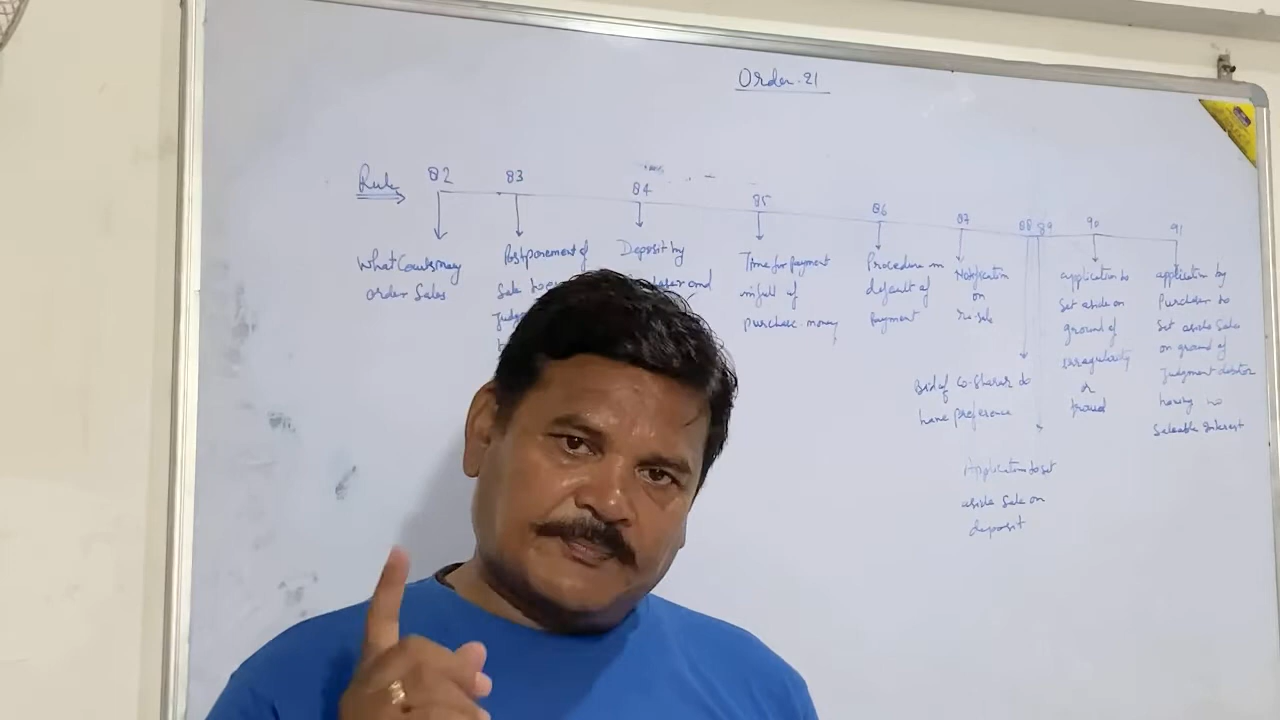 Order-21
Rule
82 83 84 85 86 87 88 89 90 91
What Courts may
order Sales
Postponement of
Sale to
Judg
Deposit by
and
Time for payment
in full of
purchase money
Procedure in
default of
payment
Notification
on
re-sale
Bid of Co-Sharer to
have preference
Application to set
aside Sale on
deposit
application to
Set aside on
ground of
irregularity
or
fraud
application by
Purchaser to
Set aside Sale
on ground of
Judgment debtor
having no
Saleable Interest